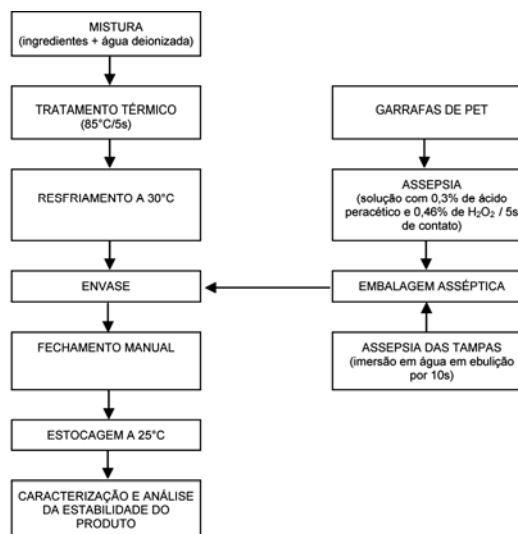 MISTURA
(ingredientes + água deionizada)
TRATAMENTO TÉRMICO
(85°C/5s)
RESFRIAMENTO A 30°C
ENVASE
FECHAMENTO MANUAL
ESTOCAGEM A 25°C
CARACTERIZAÇÃO E ANÁLISE
DA ESTABILIDADE DO
PRODUTO
GARRAFAS DE PET
ASSEPSIA
(solução com 0,3% de ácido
peracético e 0,46% de H₂O₂ / 5s
de contato)
EMBALAGEM ASSÉPTICA
ASSEPSIA DAS TAMPAS
(imersão em água em ebulição
por 10s)